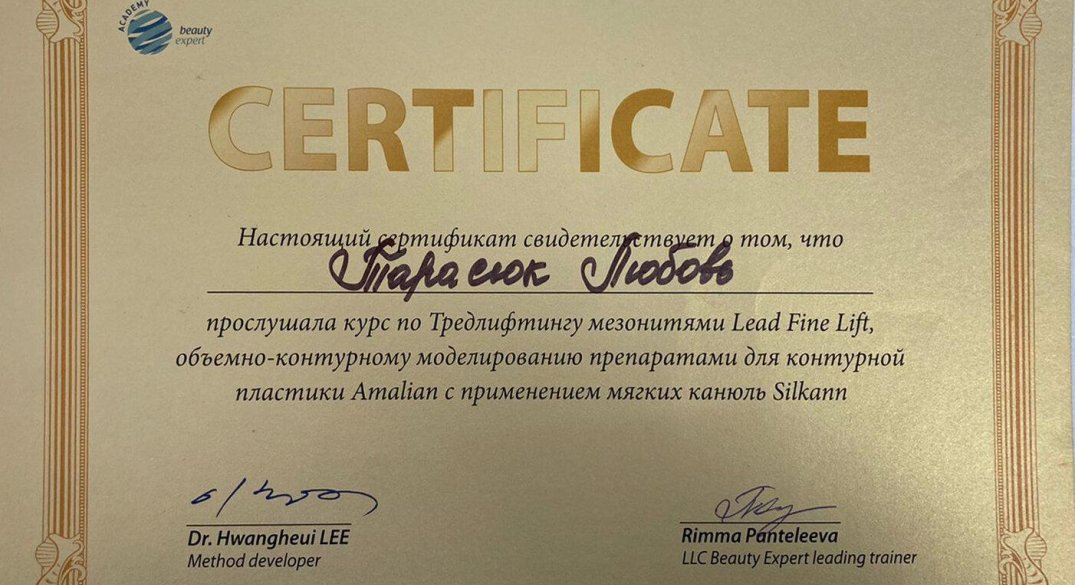 ACADEMY
beauty
expert
CERTIFICATE
Настоящий сертификат свидетельствует о том, что
Тарасюк Любовь
прослушала курс по Тредлифтингу мезонитями Lead Fine Lift,
объемно-контурному моделированию препаратами для контурной
пластики Amalian с применением мягких канюль Silkann
Dr. Hwangheui LEE
Method developer
Rimma Panteleeva
LLC Beauty Expert leading trainer